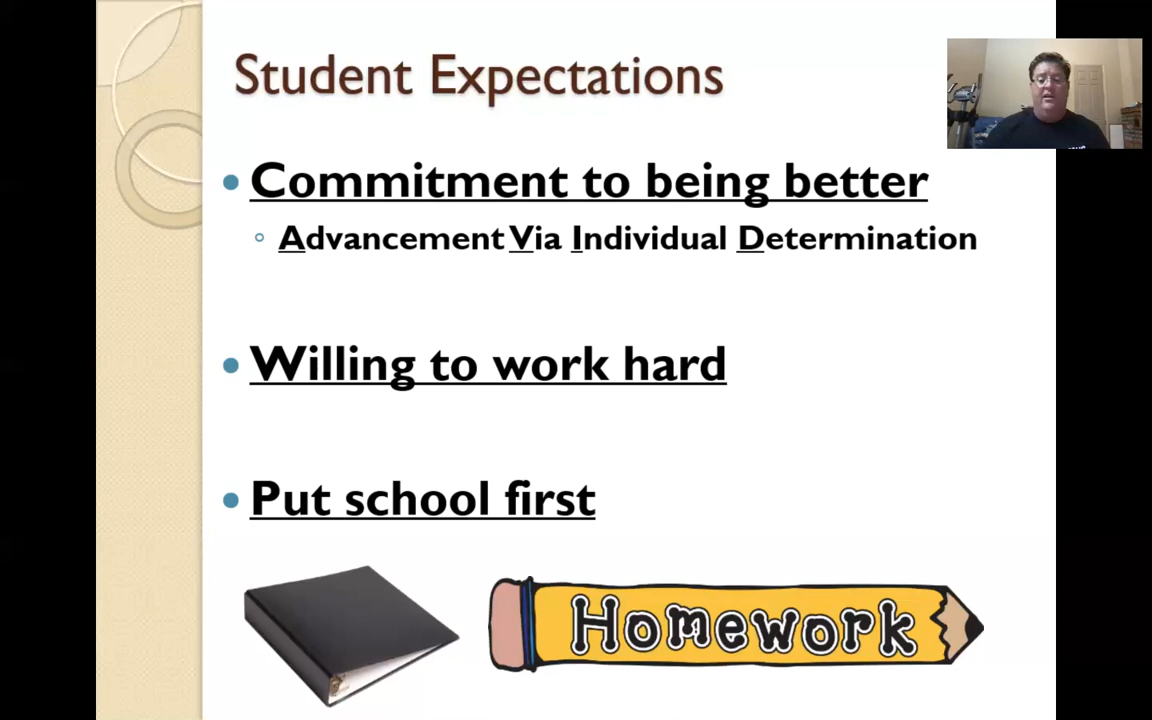 Student Expectations
Commitment to being better
Advancement Via Individual Determination
Willing to work hard
Put school first
Homework